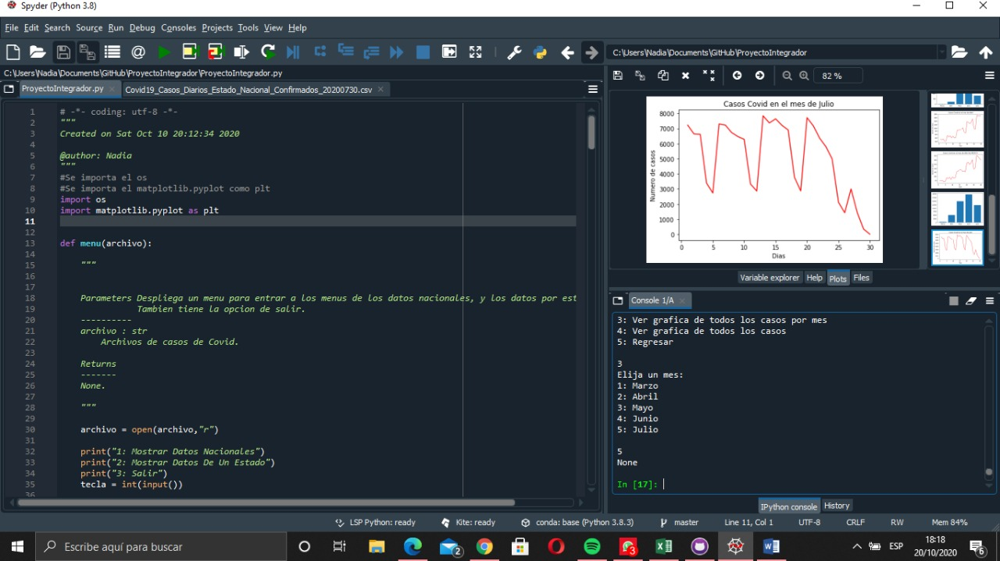 Spyder (Python 3.8)
File Edit Search Source Run Debug Consoles Projects Tools View Help
C:\Users\Nadia\Documents\GitHub\ProyectoIntegrador
C:\Users\Nadia\Documents\GitHub\ProyectoIntegrador\ProyectoIntegrador.py
ProyectoIntegrador.py
Covid19_Casos_Diarios_Estado_Nacional_Confirmados_20200730.csv
1 # -*- coding: utf-8 -*-
2 """
3 Created on Sat Oct 10 20:12:34 2020
4
5 @author: Nadia
6 """
7 #Se importa el os
8 #Se importa el matplotlib.pyplot como plt
9 import os
10 import matplotlib.pyplot as plt
11
12
13 def menu(archivo):
14
15 """
16
17
18 Parameters Despliega un menu para entrar a los menus de los datos nacionales, y los datos por est
19 Tambien tiene la opcion de salir.
20 ----------
21 archivo : str
22 Archivos de casos de Covid.
23
24 Returns
25 -------
26 None.
27
28 """
29
30 archivo = open(archivo,"r")
31
32 print("1: Mostrar Datos Nacionales")
33 print("2: Mostrar Datos De Un Estado")
34 print("3: Salir")
35 tecla = int(input())
36
82 %
Casos Covid en el mes de Julio
Numero de casos
8000
7000
6000
5000
4000
3000
2000
1000
0
0 5 10 15 20 25 30
Dias
Variable explorer Help Plots Files
Console 1/A
3: Ver grafica de todos los casos por mes
4: Ver grafica de todos los casos
5: Regresar
3
Elija un mes:
1: Marzo
2: Abril
3: Mayo
4: Junio
5: Julio
5
None
In [17]:
IPython console History
LSP Python: ready Kite: ready conda: base (Python 3.8.3) master Line 11, Col 1 UTF-8 CRLF RW Mem 84%
Escribe aquí para buscar
2
3
ESP
18:18
20/10/2020
6